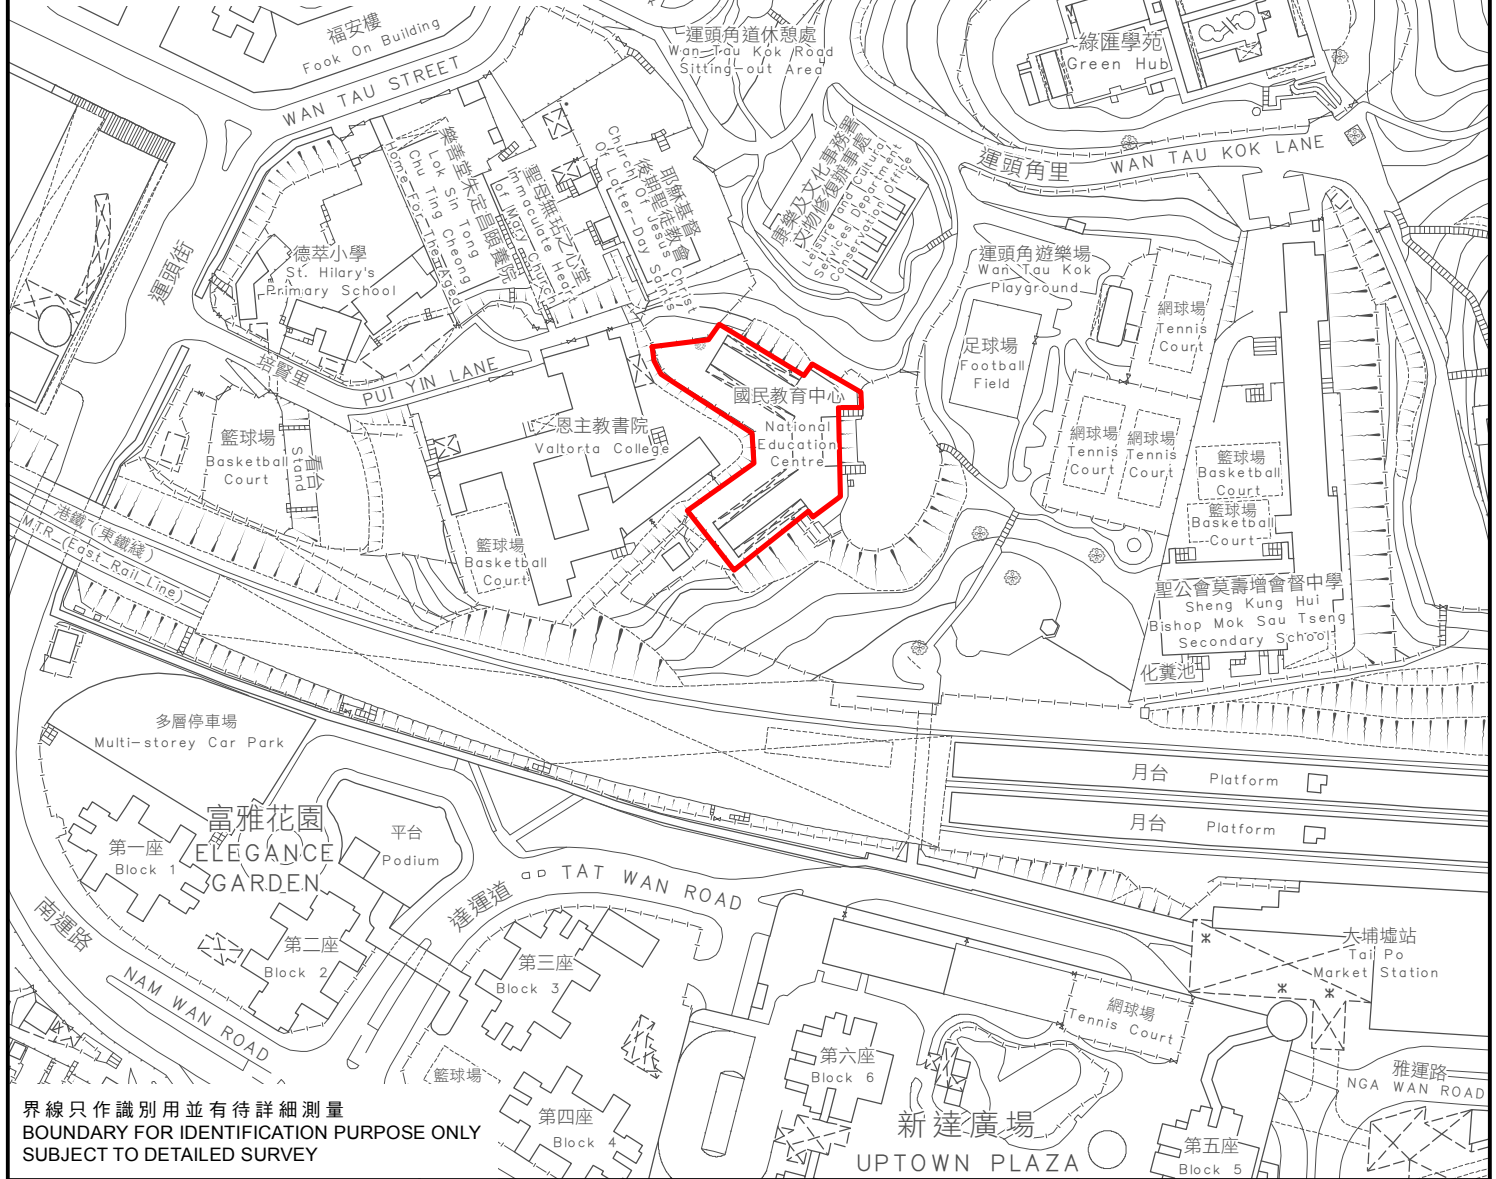 福安樓
Fook On Building
WAN TAU STREET
運頭角道休憩處
Wan Tau Kok Road
Sitting-out Area
綠匯學苑
Green Hub
運頭角里
WAN TAU KOK LANE
康樂及文化事務署
文物修復辦事處
Leisure and Cultural
Services Department
Conservation Office
耶穌基督
後期聖徒教會
Church Of Jesus Christ
Of Latter-Day Saints
聖母無玷之心堂
Immaculate Heart
of Mary Church
樂善堂朱定昌頤養院
Lok Sin Tong
Chu Ting Cheong
Home For The Aged
德萃小學
St. Hilary's
Primary School
運頭街
運頭角遊樂場
Wan Tau Kok
Playground
網球場
Tennis
Court
足球場
Football
Field
培賢里
PUI YIN LANE
國民教育中心
National
Education
Centre
恩主教書院
Valtorta College
籃球場
Basketball
Court
看台
Stand
網球場
Tennis
Court
網球場
Tennis
Court
籃球場
Basketball
Court
籃球場
Basketball
Court
籃球場
Basketball
Court
港鐵（東鐵綫）
MTR (East Rail Line)
聖公會莫壽增會督中學
Sheng Kung Hui
Bishop Mok Sau Tseng
Secondary School
化糞池
多層停車場
Multi-storey Car Park
月台 Platform
月台 Platform
富雅花園
ELEGANCE
GARDEN
平台
Podium
第一座
Block 1
第二座
Block 2
第三座
Block 3
達運道
TAT WAN ROAD
南運路
NAM WAN ROAD
大埔墟站
Tai Po
Market Station
網球場
Tennis Court
籃球場
第四座
Block 4
第六座
Block 6
第五座
Block 5
雅運路
NGA WAN ROAD
新達廣場
UPTOWN PLAZA
界線只作識別用並有待詳細測量
BOUNDARY FOR IDENTIFICATION PURPOSE ONLY
SUBJECT TO DETAILED SURVEY